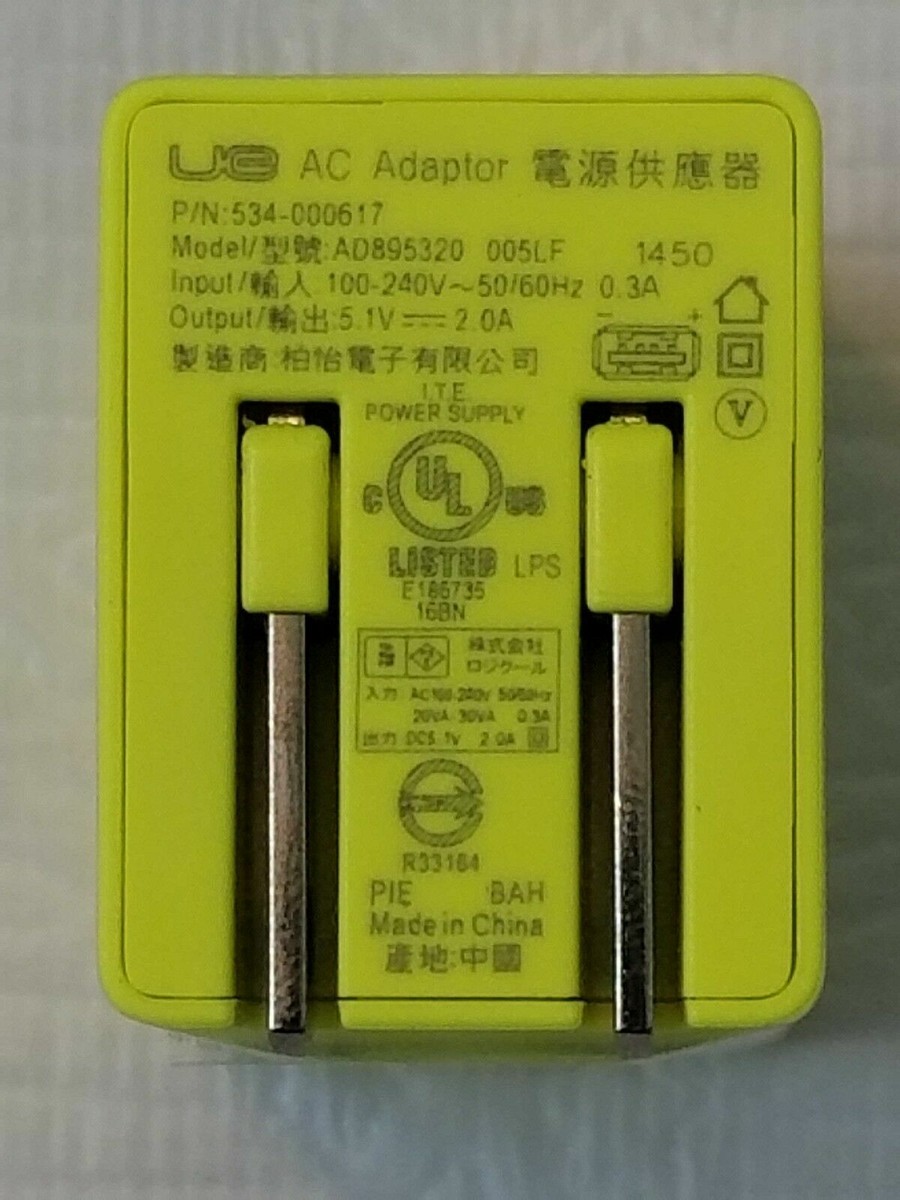 UE AC Adaptor 電源供應器
P/N:534-000617
Model/型號:AD895320 005LF 1450
Input/輸入:100-240V～50/60Hz 0.3A
Output/輸出:5.1V⎓2.0A
- +
製造商:柏怡電子有限公司
I.T.E.
POWER SUPPLY
V
C UL US
LISTED LPS
E186735
16BN
株式会社
ロジクール
入力 AC100-240V 50/60Hz
20VA-30VA 0.3A
出力 DC5.1V 2.0A
R33184
PIE BAH
Made in China
產地:中國